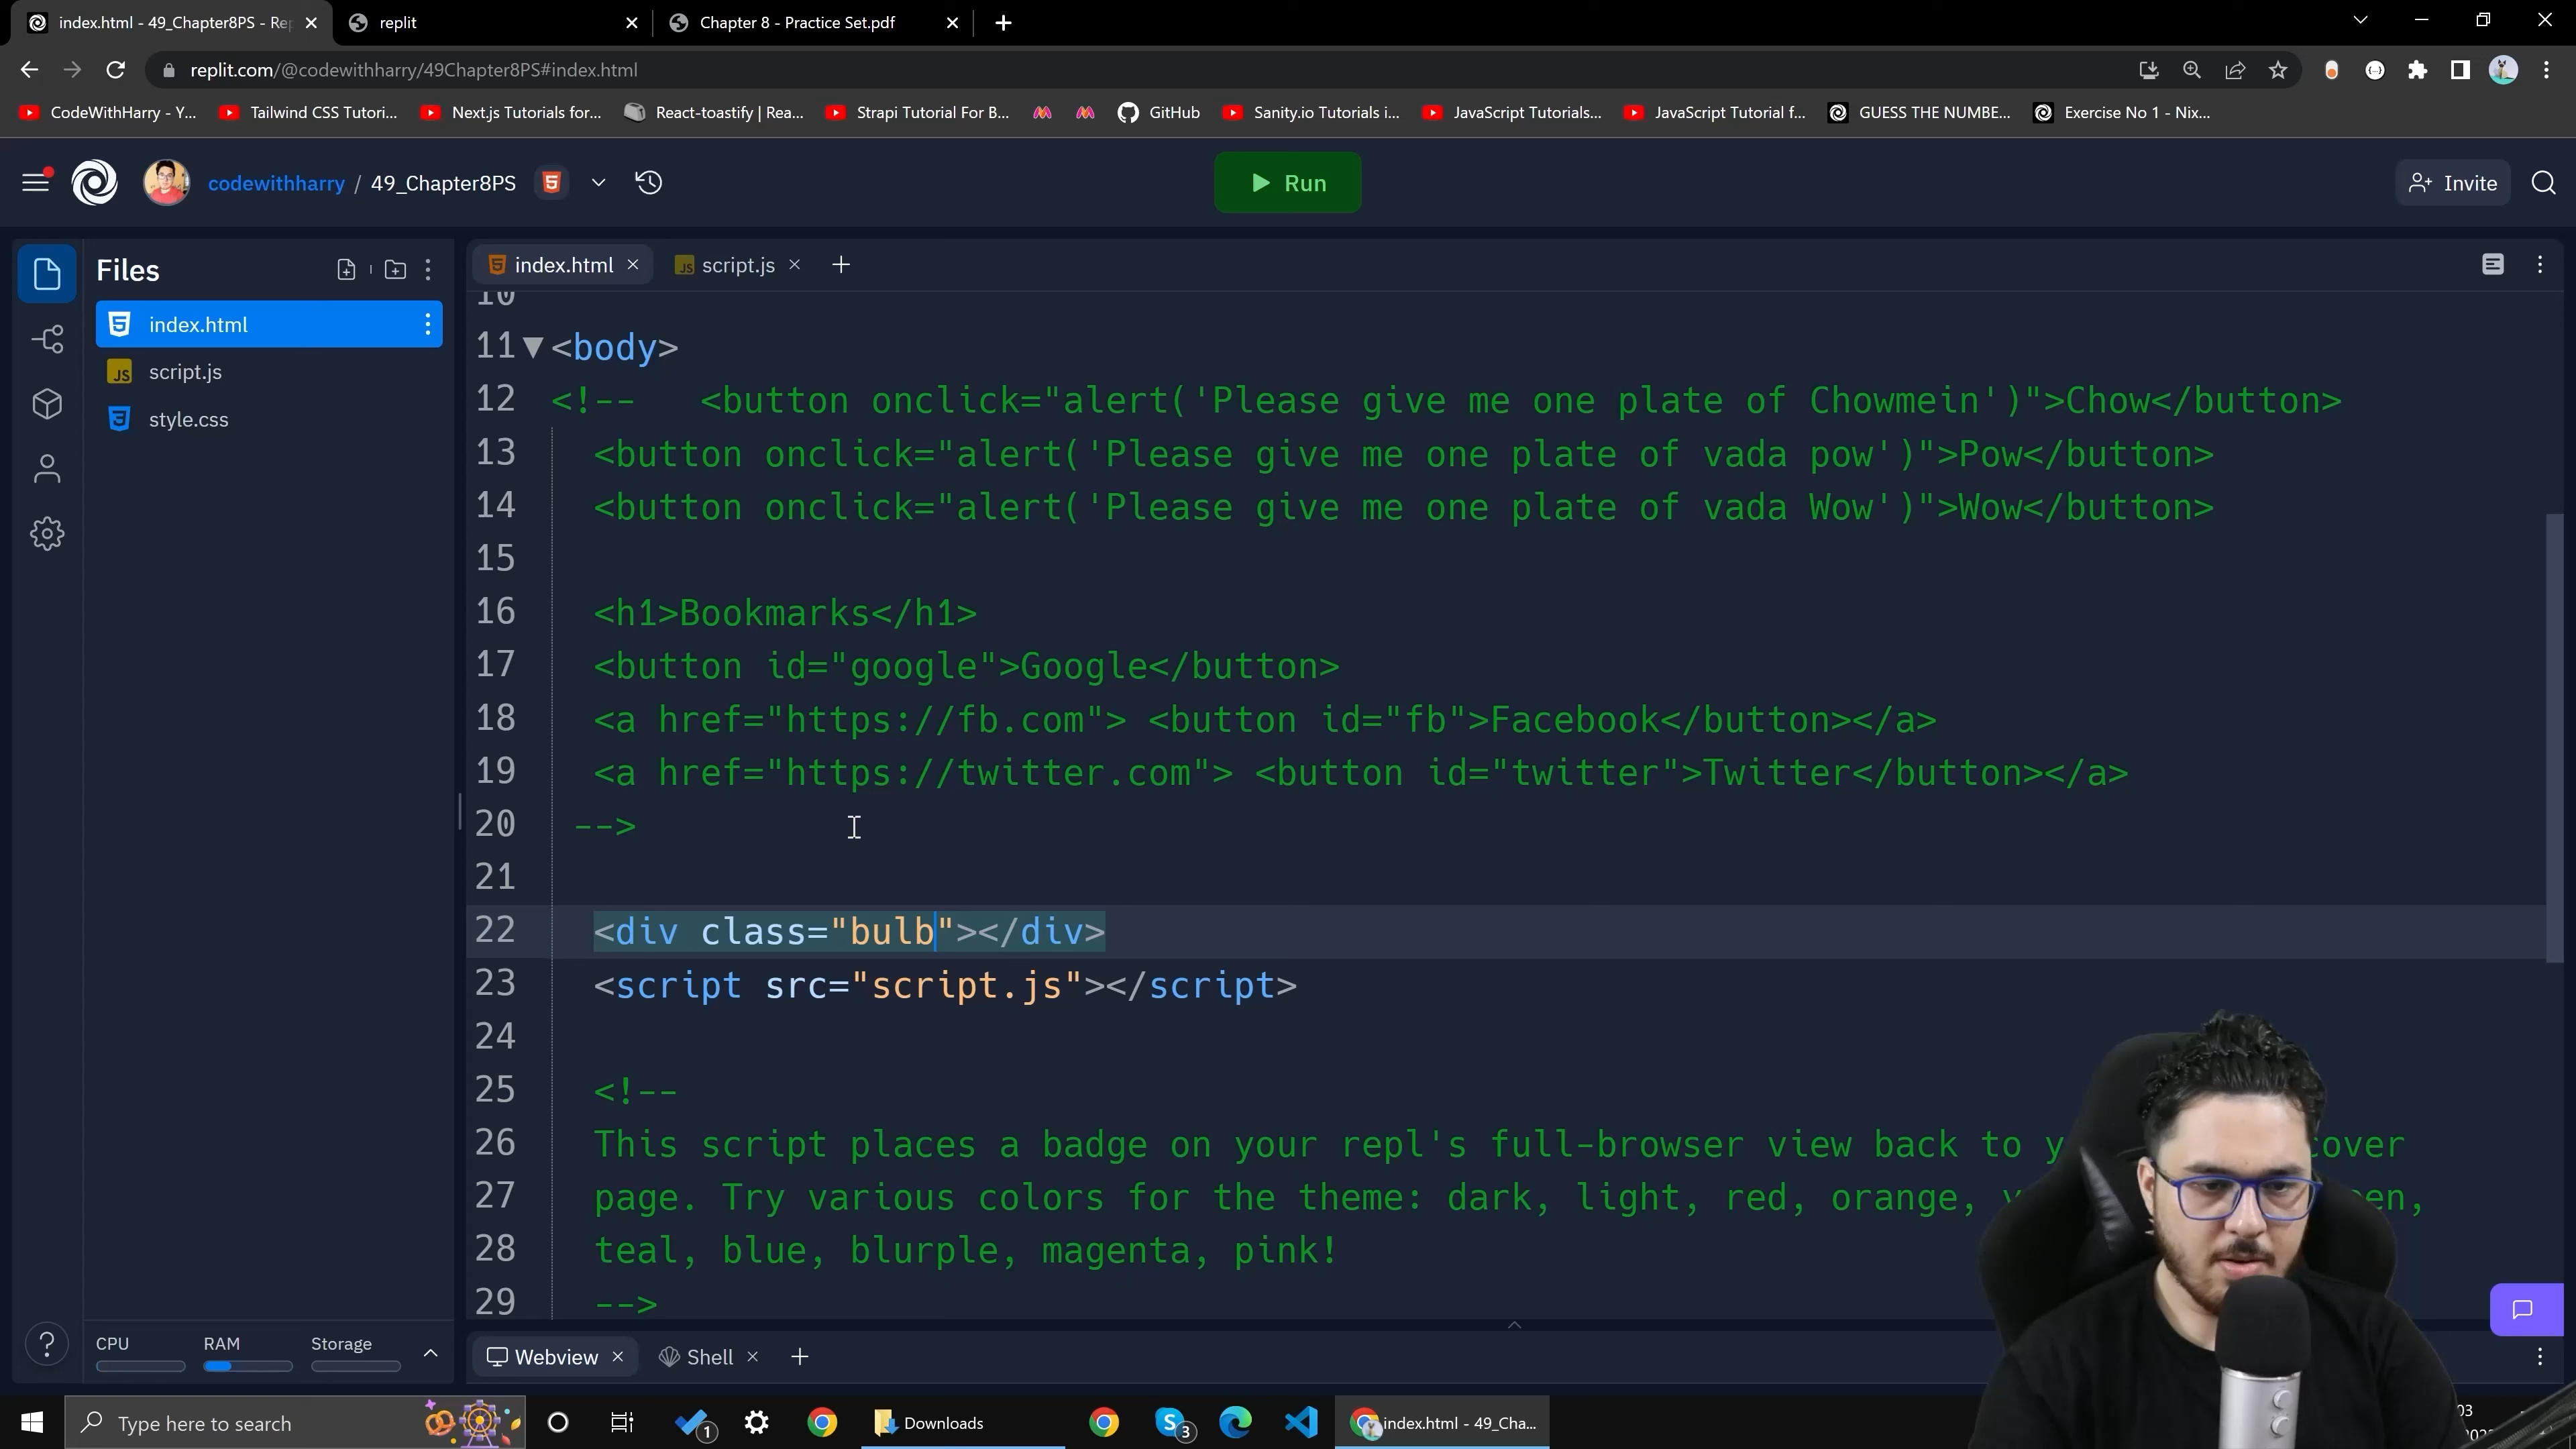 index.html - 49_Chapter8PS - Rep
replit
Chapter 8 - Practice Set.pdf
replit.com/@codewithharry/49Chapter8PS#index.html
CodeWithHarry - Y...
Tailwind CSS Tutori...
Next.js Tutorials for...
React-toastify | Rea...
Strapi Tutorial For B...
GitHub
Sanity.io Tutorials i...
JavaScript Tutorials...
JavaScript Tutorial f...
GUESS THE NUMBE...
Exercise No 1 - Nix...
codewithharry / 49_Chapter8PS
Run
Invite
Files
index.html
script.js
style.css
index.html
script.js
10
11 <body>
12 <!--   <button onclick="alert('Please give me one plate of Chowmein')">Chow</button>
13 <button onclick="alert('Please give me one plate of vada pow')">Pow</button>
14 <button onclick="alert('Please give me one plate of vada Wow')">Wow</button>
15
16 <h1>Bookmarks</h1>
17 <button id="google">Google</button>
18 <a href="https://fb.com"> <button id="fb">Facebook</button></a>
19 <a href="https://twitter.com"> <button id="twitter">Twitter</button></a>
20 -->
21
22 <div class="bulb"></div>
23 <script src="script.js"></script>
24
25 <!--
26 This script places a badge on your repl's full-browser view back to y cover
27 page. Try various colors for the theme: dark, light, red, orange, een,
28 teal, blue, blurple, magenta, pink!
29 -->
CPU
RAM
Storage
Webview
Shell
Type here to search
1
Downloads
3
index.html - 49_Cha...
03